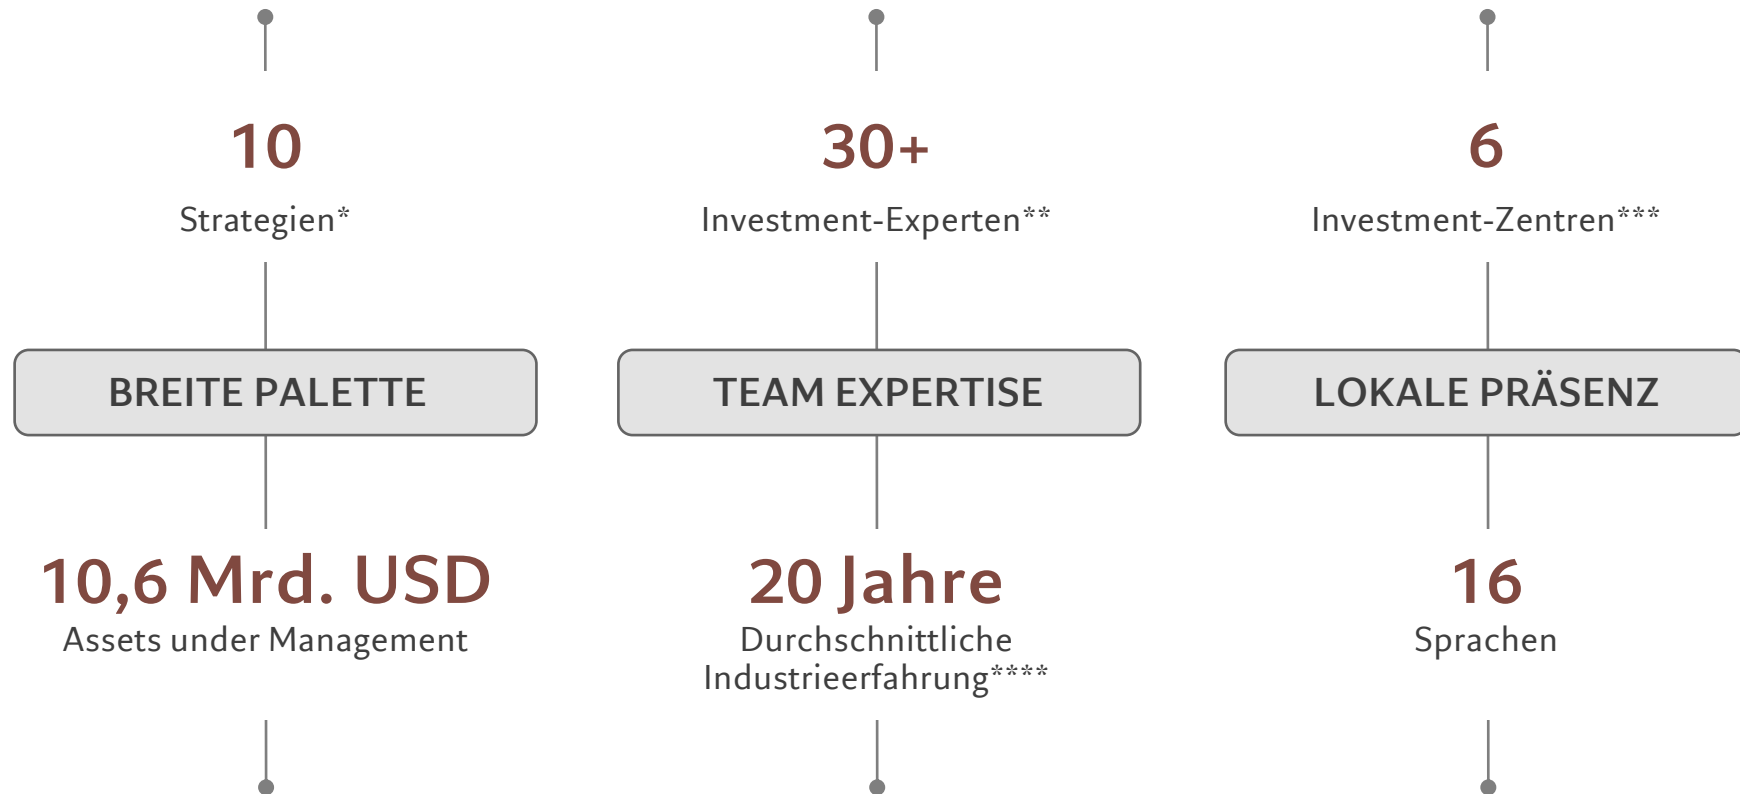 10
Strategien*
BREITE PALETTE
10,6 Mrd. USD
Assets under Management
30+
Investment-Experten**
TEAM EXPERTISE
20 Jahre
Durchschnittliche
Industrieerfahrung****
6
Investment-Zentren***
LOKALE PRÄSENZ
16
Sprachen